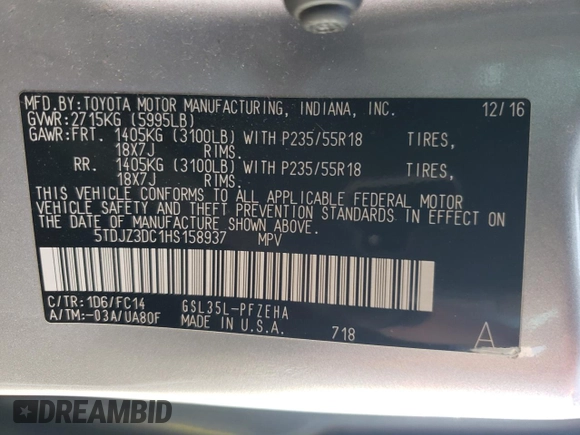 MFD.BY:TOYOTA MOTOR MANUFACTURING, INDIANA, INC. 12/16
GVWR:2715KG (5995LB)
GAWR:FRT. 1405KG (3100LB) WITH P235/55R18 TIRES,
18X7J RIMS.
RR. 1405KG (3100LB) WITH P235/55R18 TIRES,
18X7J RIMS.
THIS VEHICLE CONFORMS TO ALL APPLICABLE FEDERAL MOTOR
VEHICLE SAFETY AND THEFT PREVENTION STANDARDS IN EFFECT ON
THE DATE OF MANUFACTURE SHOWN ABOVE.
5TDJZ3DC1HS158937 MPV
C/TR:1D6/FC14 GSL35L-PFZEHA
A/TM:-03A/UA80F MADE IN U.S.A. 718 A
DREAMBID